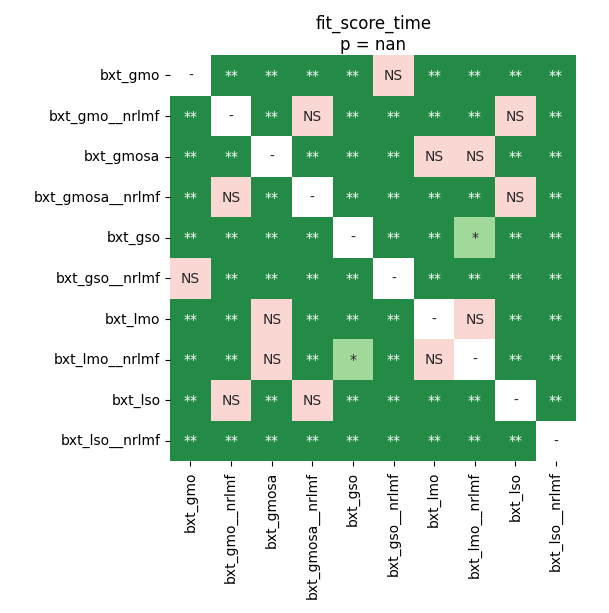 fit_score_time
p = nan
bxt_gmo - ** ** ** ** NS ** ** ** **
bxt_gmo__nrlmf ** - ** NS ** ** ** ** NS **
bxt_gmosa ** ** - ** ** ** NS NS ** **
bxt_gmosa__nrlmf ** NS ** - ** ** ** ** NS **
bxt_gso ** ** ** ** - ** ** * ** **
bxt_gso__nrlmf NS ** ** ** ** - ** ** ** **
bxt_lmo ** ** NS ** ** ** - NS ** **
bxt_lmo__nrlmf ** ** NS ** * ** NS - ** **
bxt_lso ** NS ** NS ** ** ** ** - **
bxt_lso__nrlmf ** ** ** ** ** ** ** ** ** -
bxt_gmo
bxt_gmo__nrlmf
bxt_gmosa
bxt_gmosa__nrlmf
bxt_gso
bxt_gso__nrlmf
bxt_lmo
bxt_lmo__nrlmf
bxt_lso
bxt_lso__nrlmf